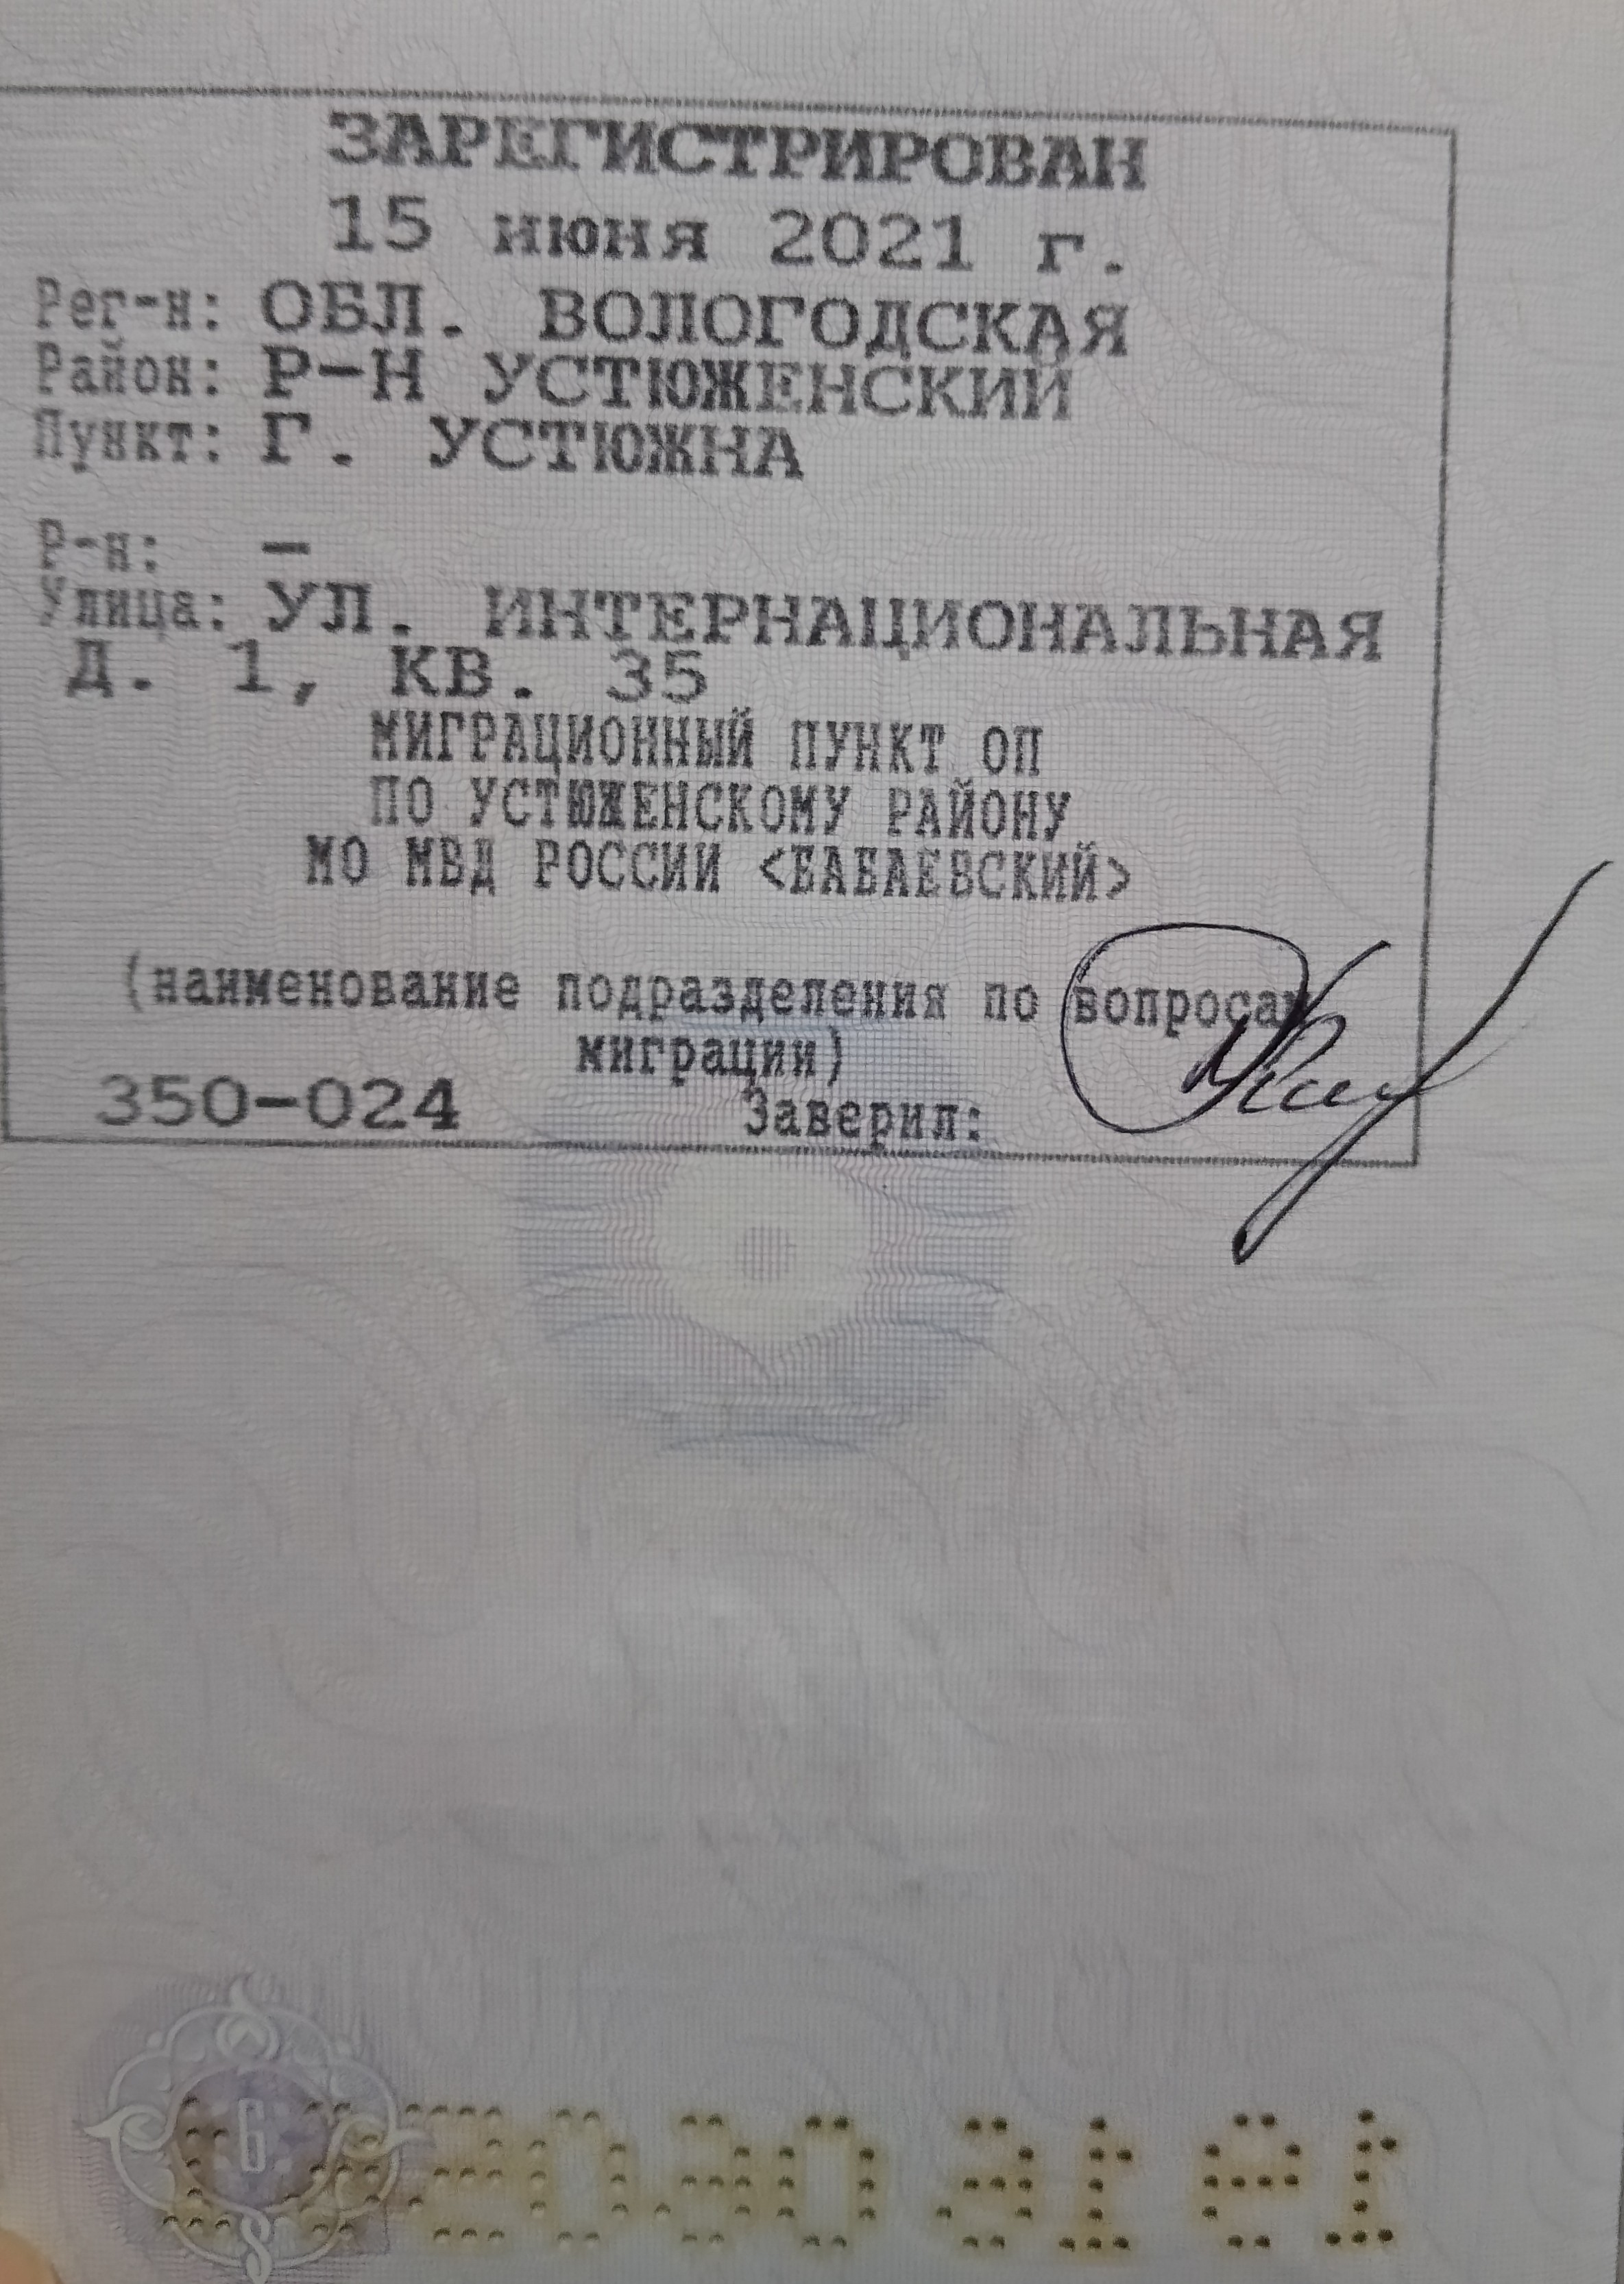 ЗАРЕГИСТРИРОВАН
15 июня 2021 г.
Рег-н: ОБЛ. ВОЛОГОДСКАЯ
Район: Р-Н УСТЮЖЕНСКИЙ
Пункт: Г. УСТЮЖНА
Р-н: –
Улица: УЛ. ИНТЕРНАЦИОНАЛЬНАЯ
Д. 1, КВ. 35
МИГРАЦИОННЫЙ ПУНКТ ОП
ПО УСТЮЖЕНСКОМУ РАЙОНУ
МО МВД РОССИИ <БАБАЕВСКИЙ>
(наименование подразделения по вопросам
миграции)
350-024 Заверил:
6